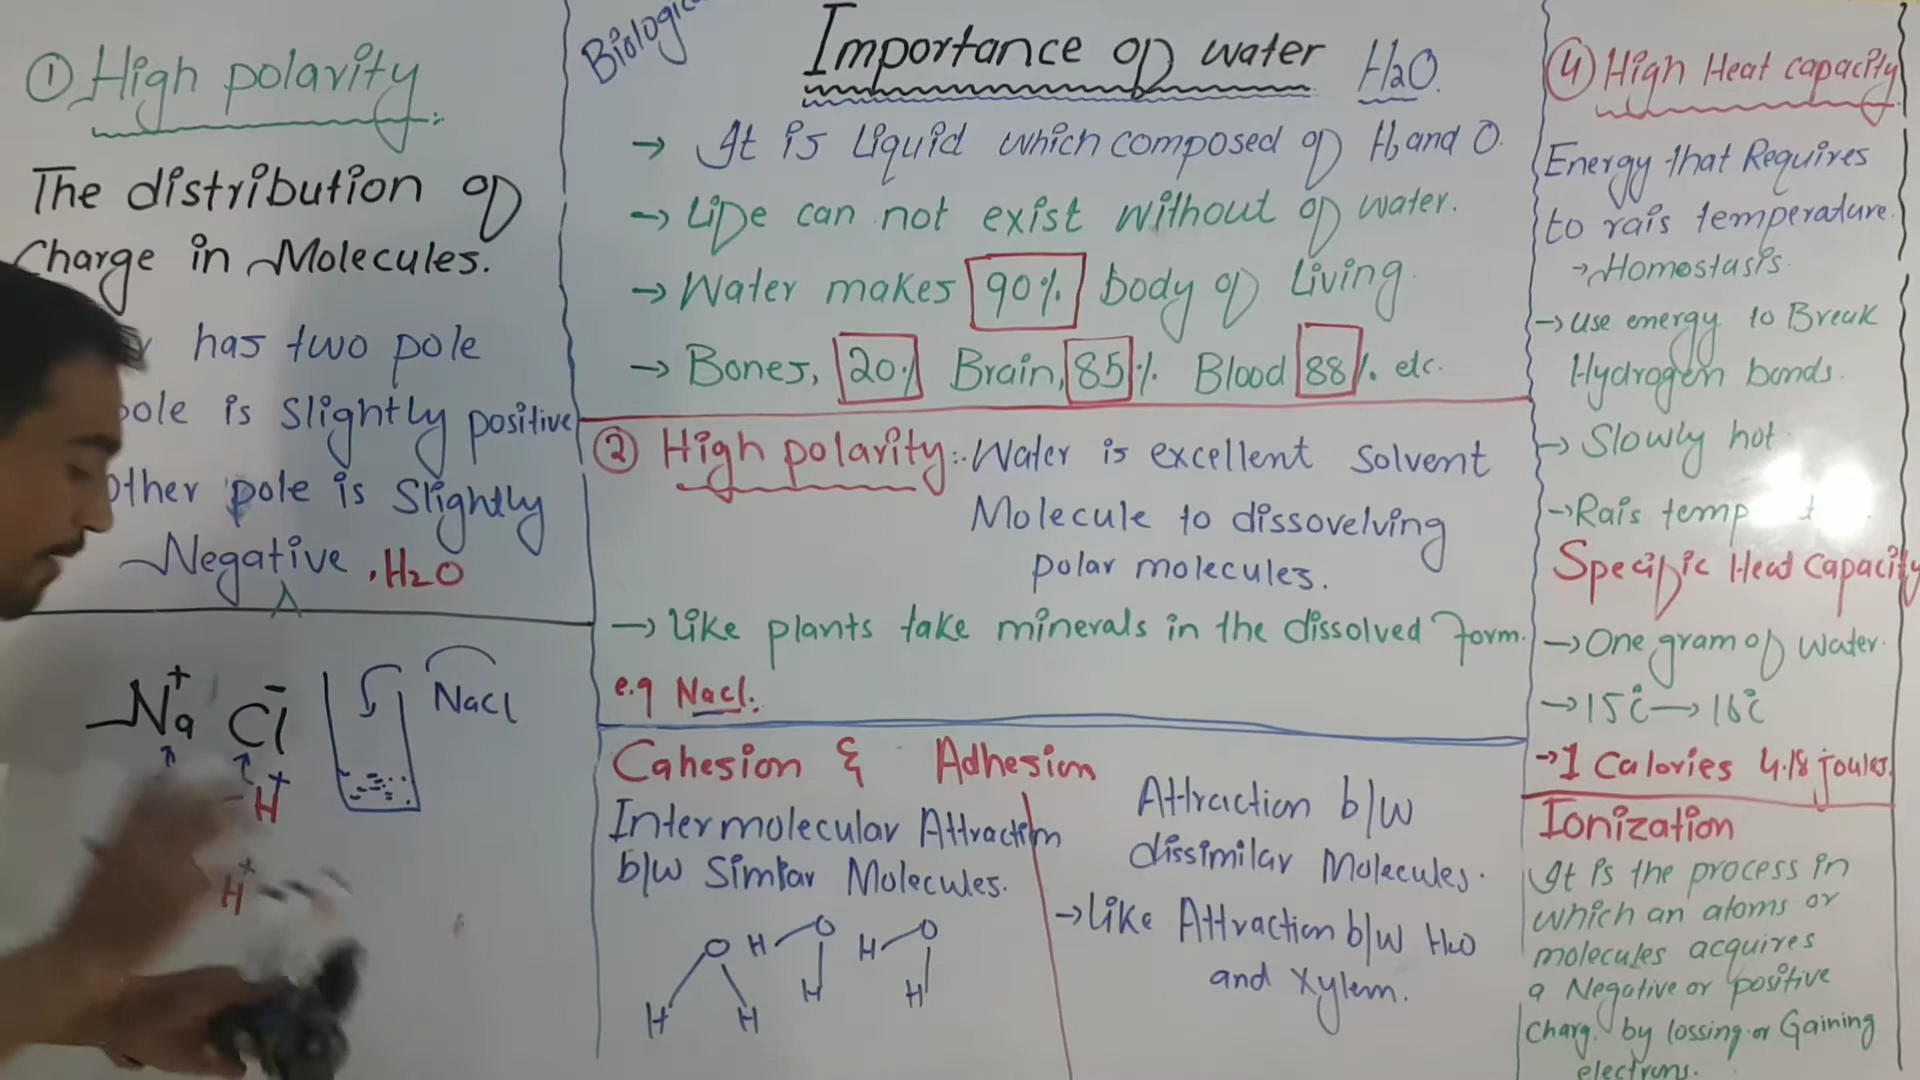 ① High polarity.
The distribution of
Charge in Molecules.
has two pole
pole is slightly positive
other pole is slightly
Negative. H2O
Na+ Cl-
Nacl
H+
H+
Biologica
Importance of water H2O.
→ It is liquid which composed of H2 and O.
→ Life can not exist without of water.
→ Water makes 90% body of living.
→ Bones, 20% Brain, 85% Blood 88%. etc.
② High polarity:. Water is excellent solvent
Molecule to dissovelving
polar molecules.
→ like plants take minerals in the dissolved form.
e.g Nacl.
Cahesion & Adhesion
Intermolecular Attraction
b/w Similar Molecules.
O H O H O
H H H H
Attraction b/w
dissimilar Molecules.
→ like Attraction b/w H2O
and Xylem.
④ High Heat capacity
Energy that Requires
to rais temperature.
→ Homostasis.
→ use energy to Break
Hydrogen bonds.
→ Slowly hot
→ Rais temp
Specific Heat Capacity
→ One gram of water.
→ 15°c → 16°c
→ 1 Calories 4.18 joules.
Ionization
It is the process in
which an atoms or
molecules acquires
a Negative or positive
Charg. by lossing or Gaining
electrons.